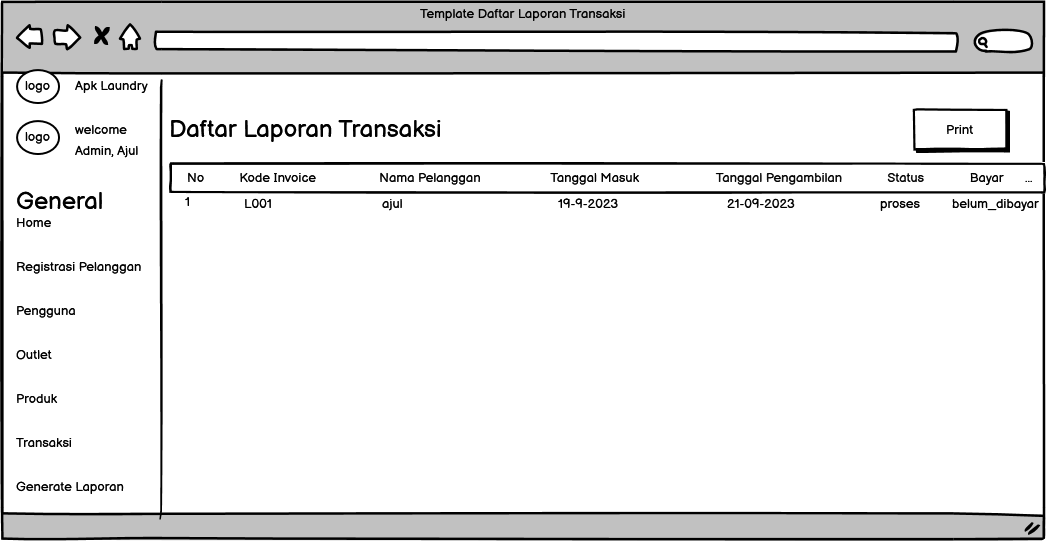 Template Daftar Laporan Transaksi
logo Apk Laundry
logo welcome
Admin, Ajul
General
Home
Registrasi Pelanggan
Pengguna
Outlet
Produk
Transaksi
Generate Laporan
Daftar Laporan Transaksi
Print
No Kode Invoice Nama Pelanggan Tanggal Masuk Tanggal Pengambilan Status Bayar ...
1 L001 ajul 19-9-2023 21-09-2023 proses belum_dibayar